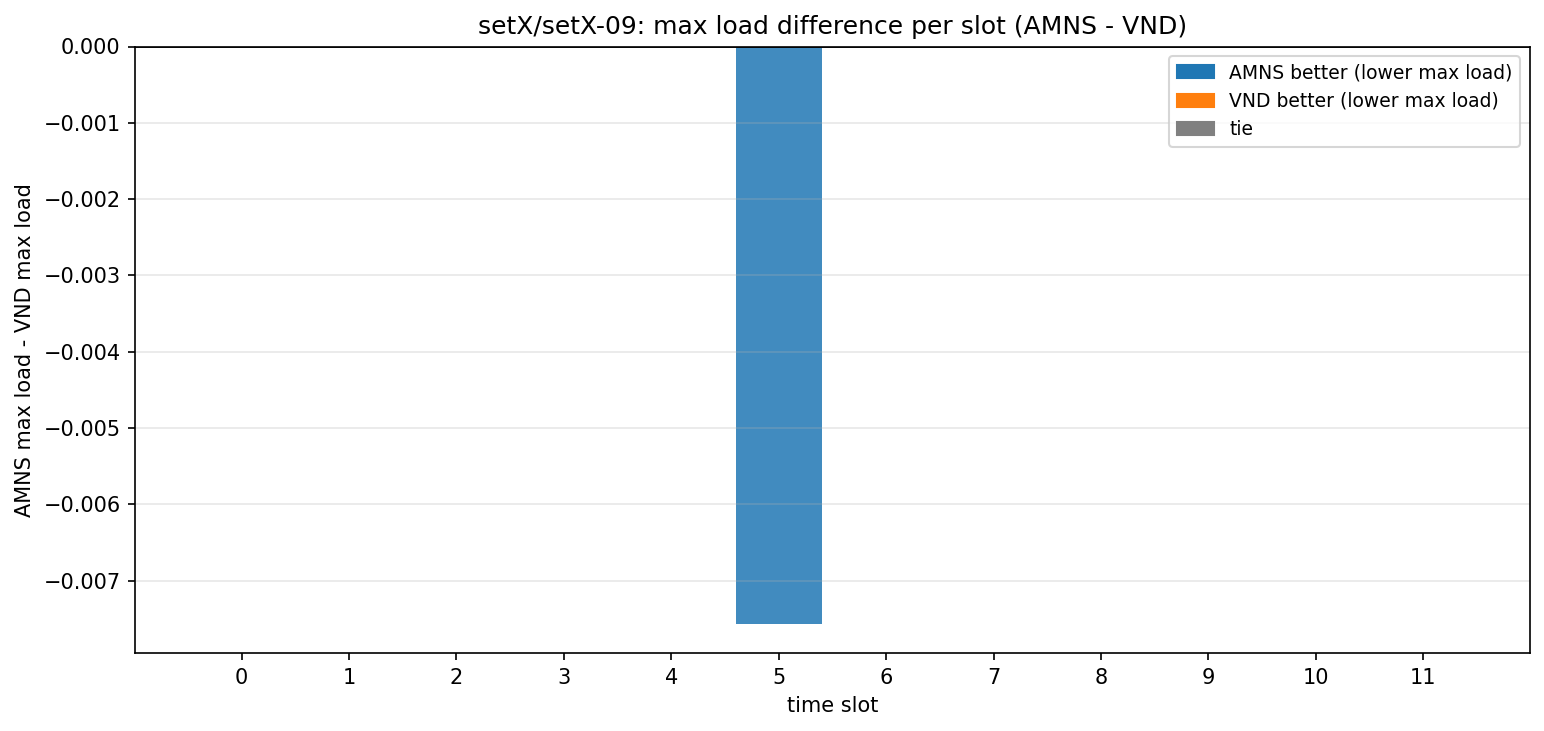 setX/setX-09: max load difference per slot (AMNS - VND)
AMNS max load - VND max load
0.000
−0.001
−0.002
−0.003
−0.004
−0.005
−0.006
−0.007
AMNS better (lower max load)
VND better (lower max load)
tie
0 1 2 3 4 5 6 7 8 9 10 11
time slot